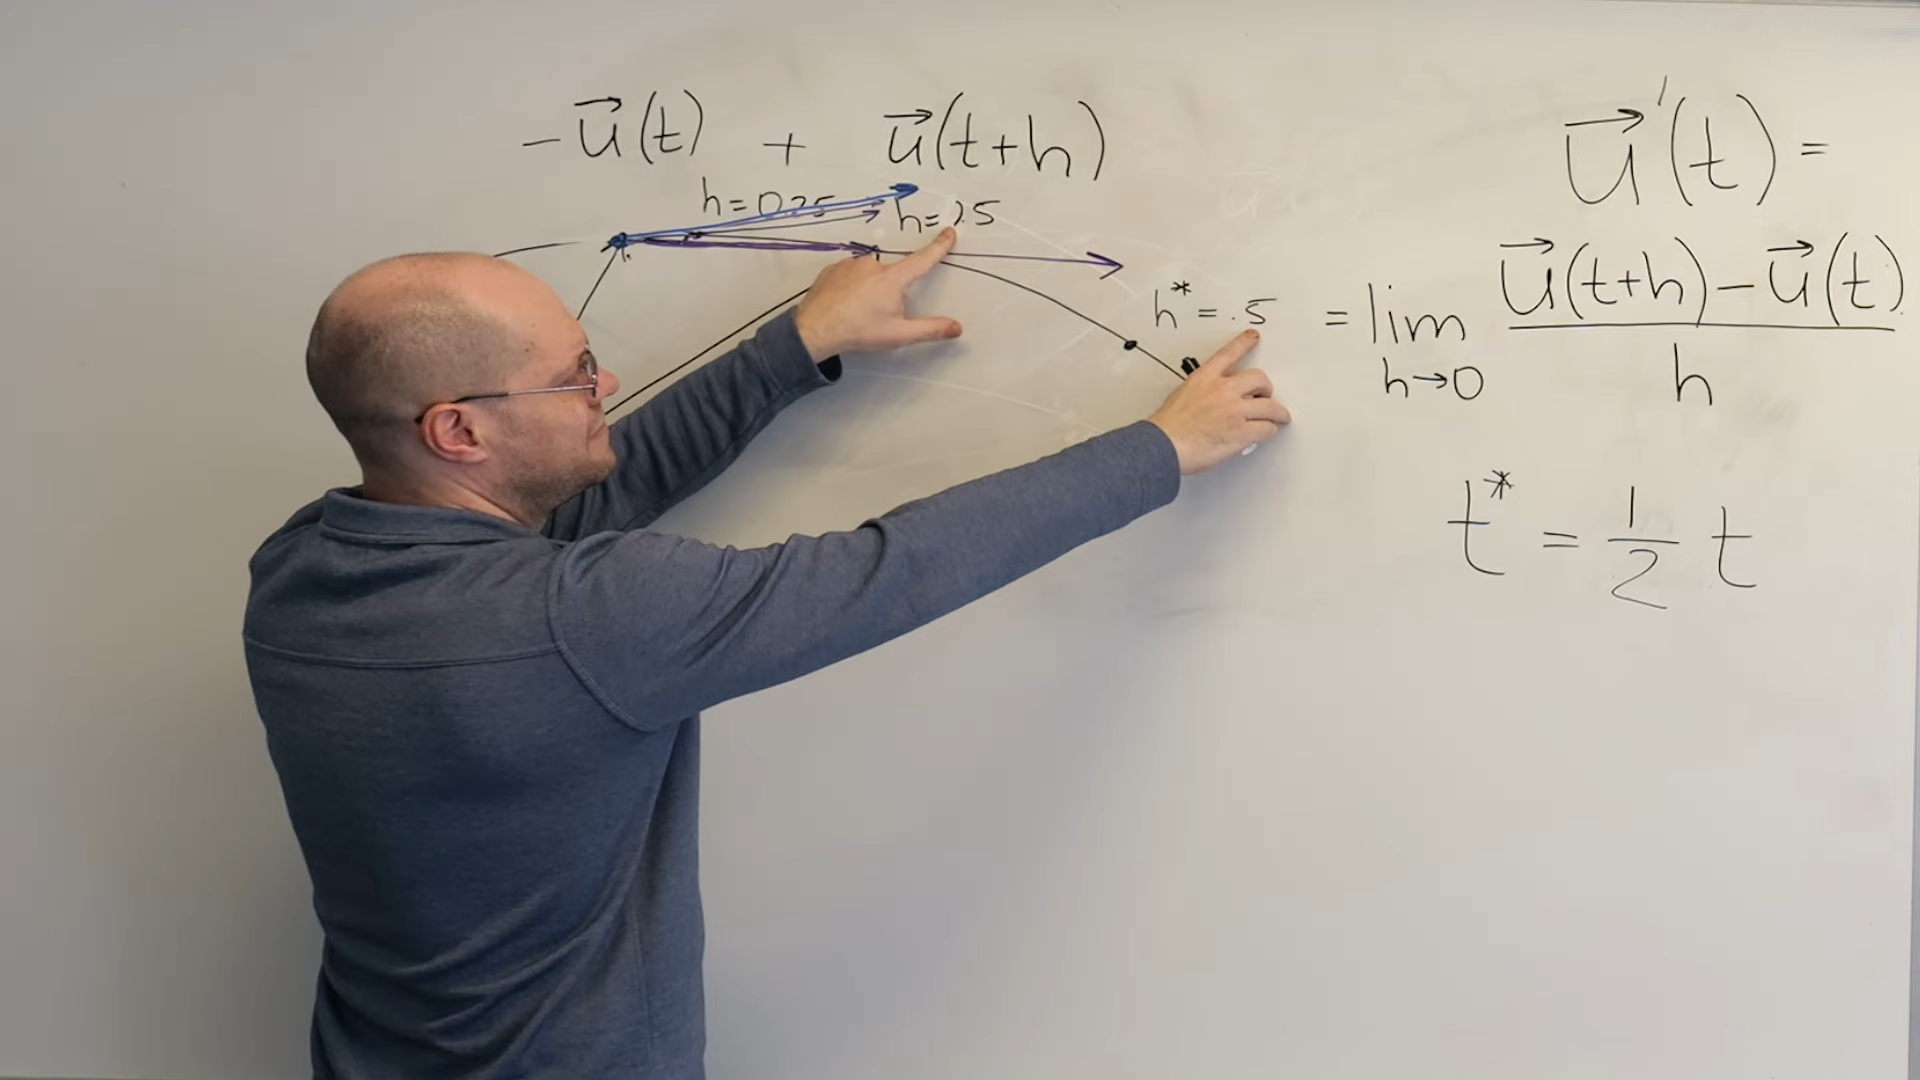 -u⃗(t) + u⃗(t+h)
h=0.25
h=.5
h* = .5
u⃗'(t) =
= lim h→0 (u⃗(t+h) - u⃗(t)) / h
t* = 1/2 t